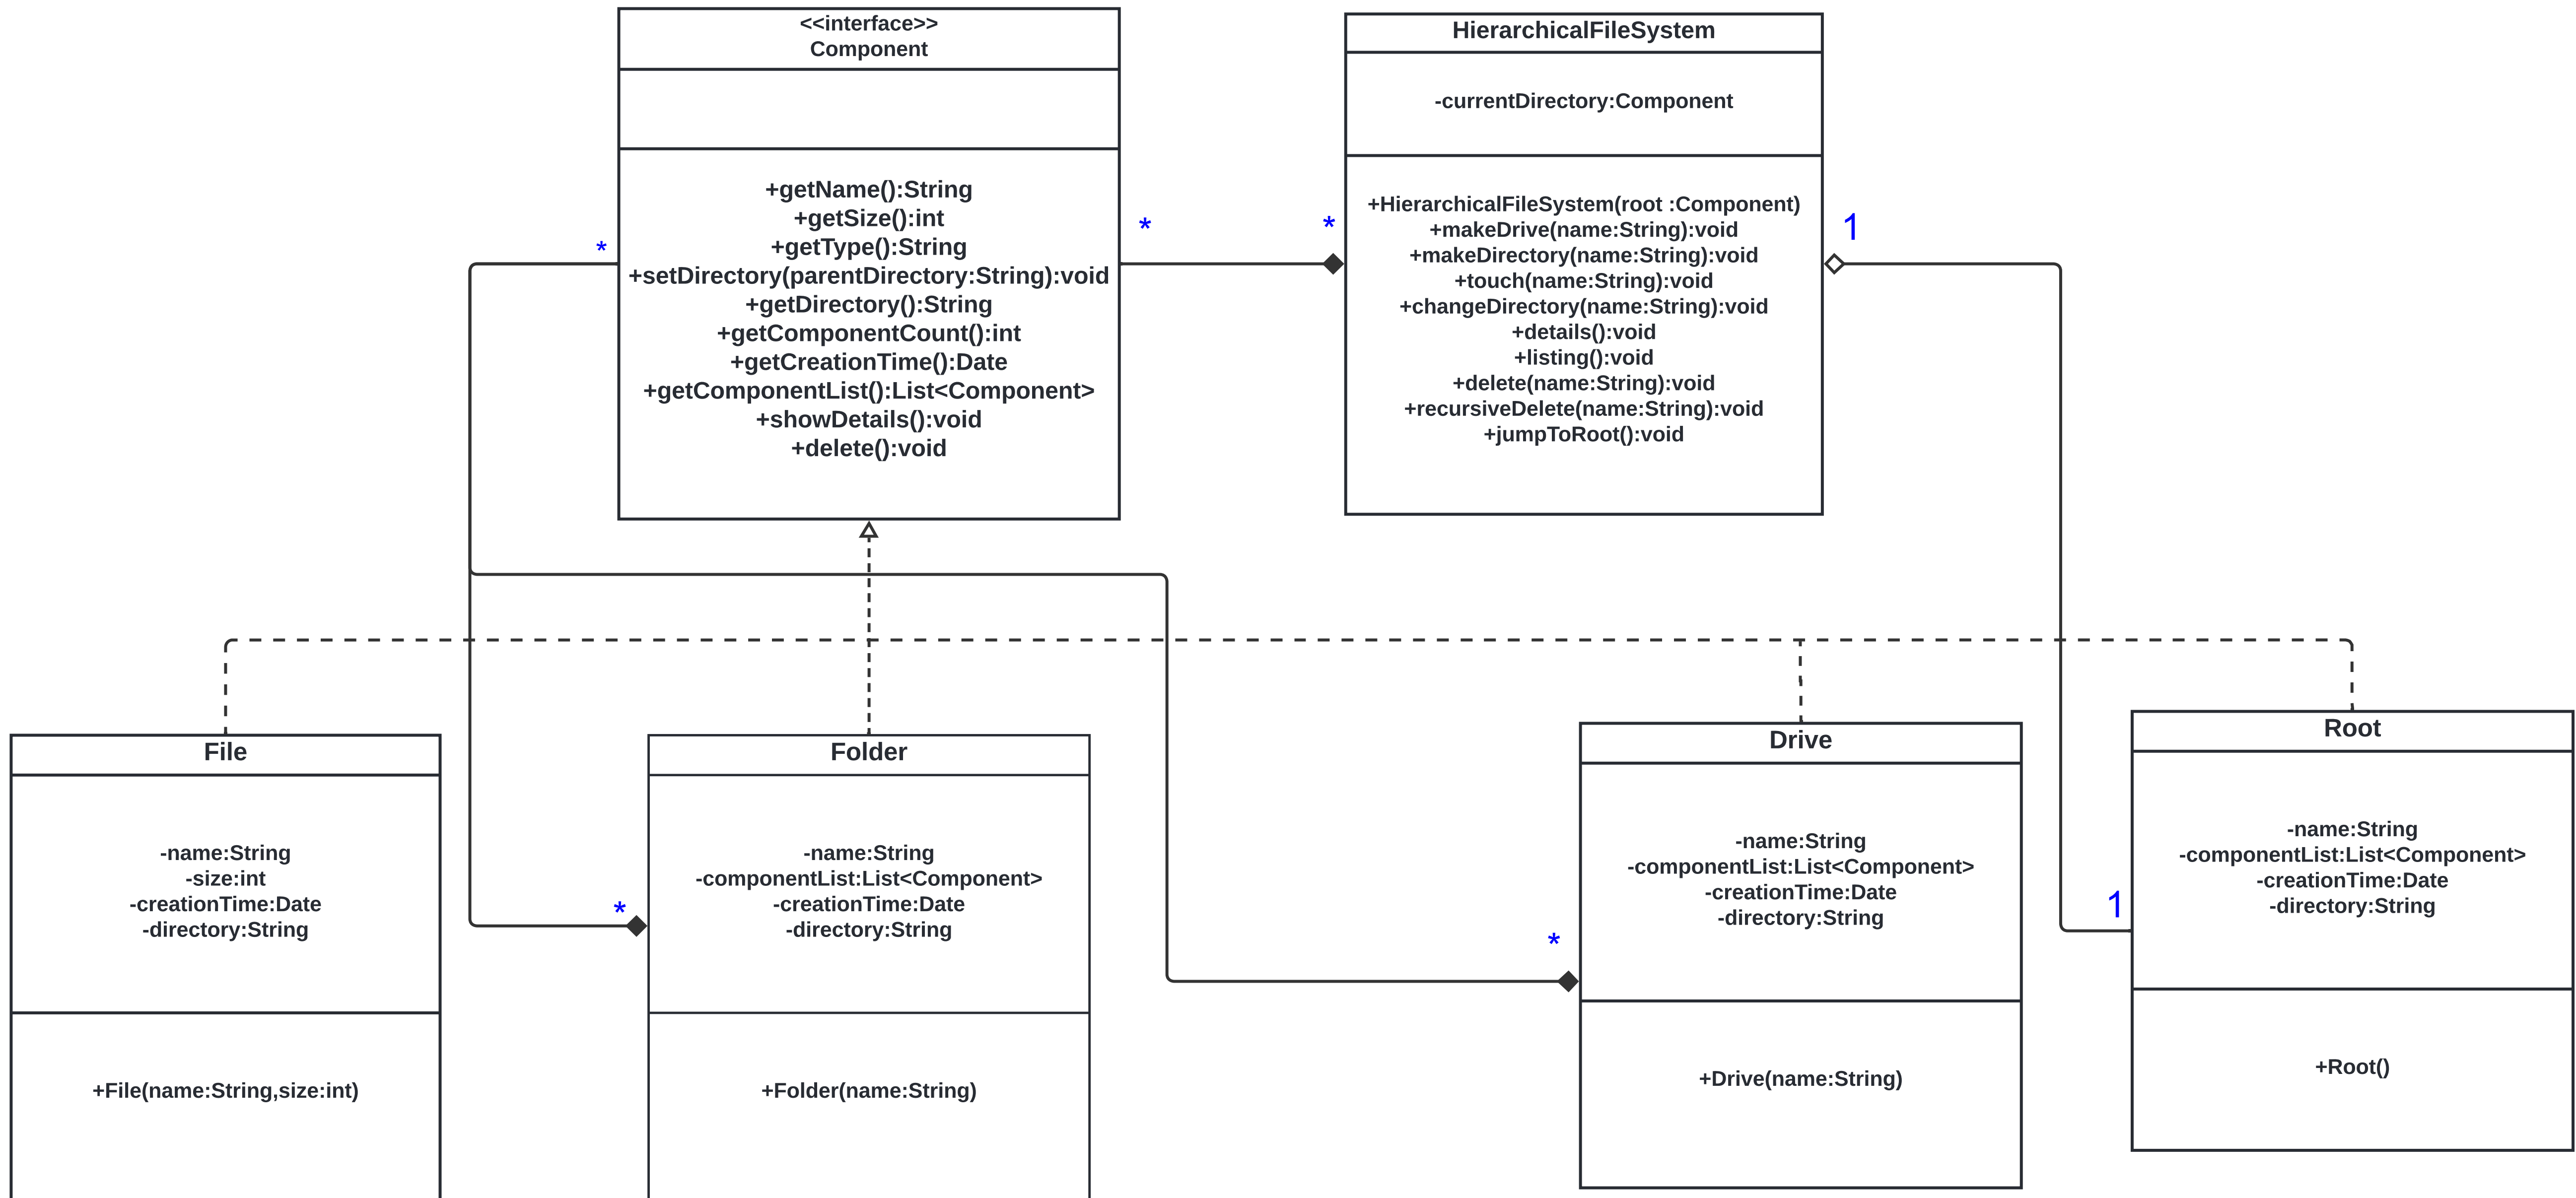 <<interface>>
Component
+getName():String
+getSize():int
+getType():String
+setDirectory(parentDirectory:String):void
+getDirectory():String
+getComponentCount():int
+getCreationTime():Date
+getComponentList():List<Component>
+showDetails():void
+delete():void
*
*
HierarchicalFileSystem
-currentDirectory:Component
+HierarchicalFileSystem(root :Component)
+makeDrive(name:String):void
+makeDirectory(name:String):void
+touch(name:String):void
+changeDirectory(name:String):void
+details():void
+listing():void
+delete(name:String):void
+recursiveDelete(name:String):void
+jumpToRoot():void
*
1
File
-name:String
-size:int
-creationTime:Date
-directory:String
+File(name:String,size:int)
*
Folder
-name:String
-componentList:List<Component>
-creationTime:Date
-directory:String
+Folder(name:String)
*
Drive
-name:String
-componentList:List<Component>
-creationTime:Date
-directory:String
+Drive(name:String)
1
Root
-name:String
-componentList:List<Component>
-creationTime:Date
-directory:String
+Root()